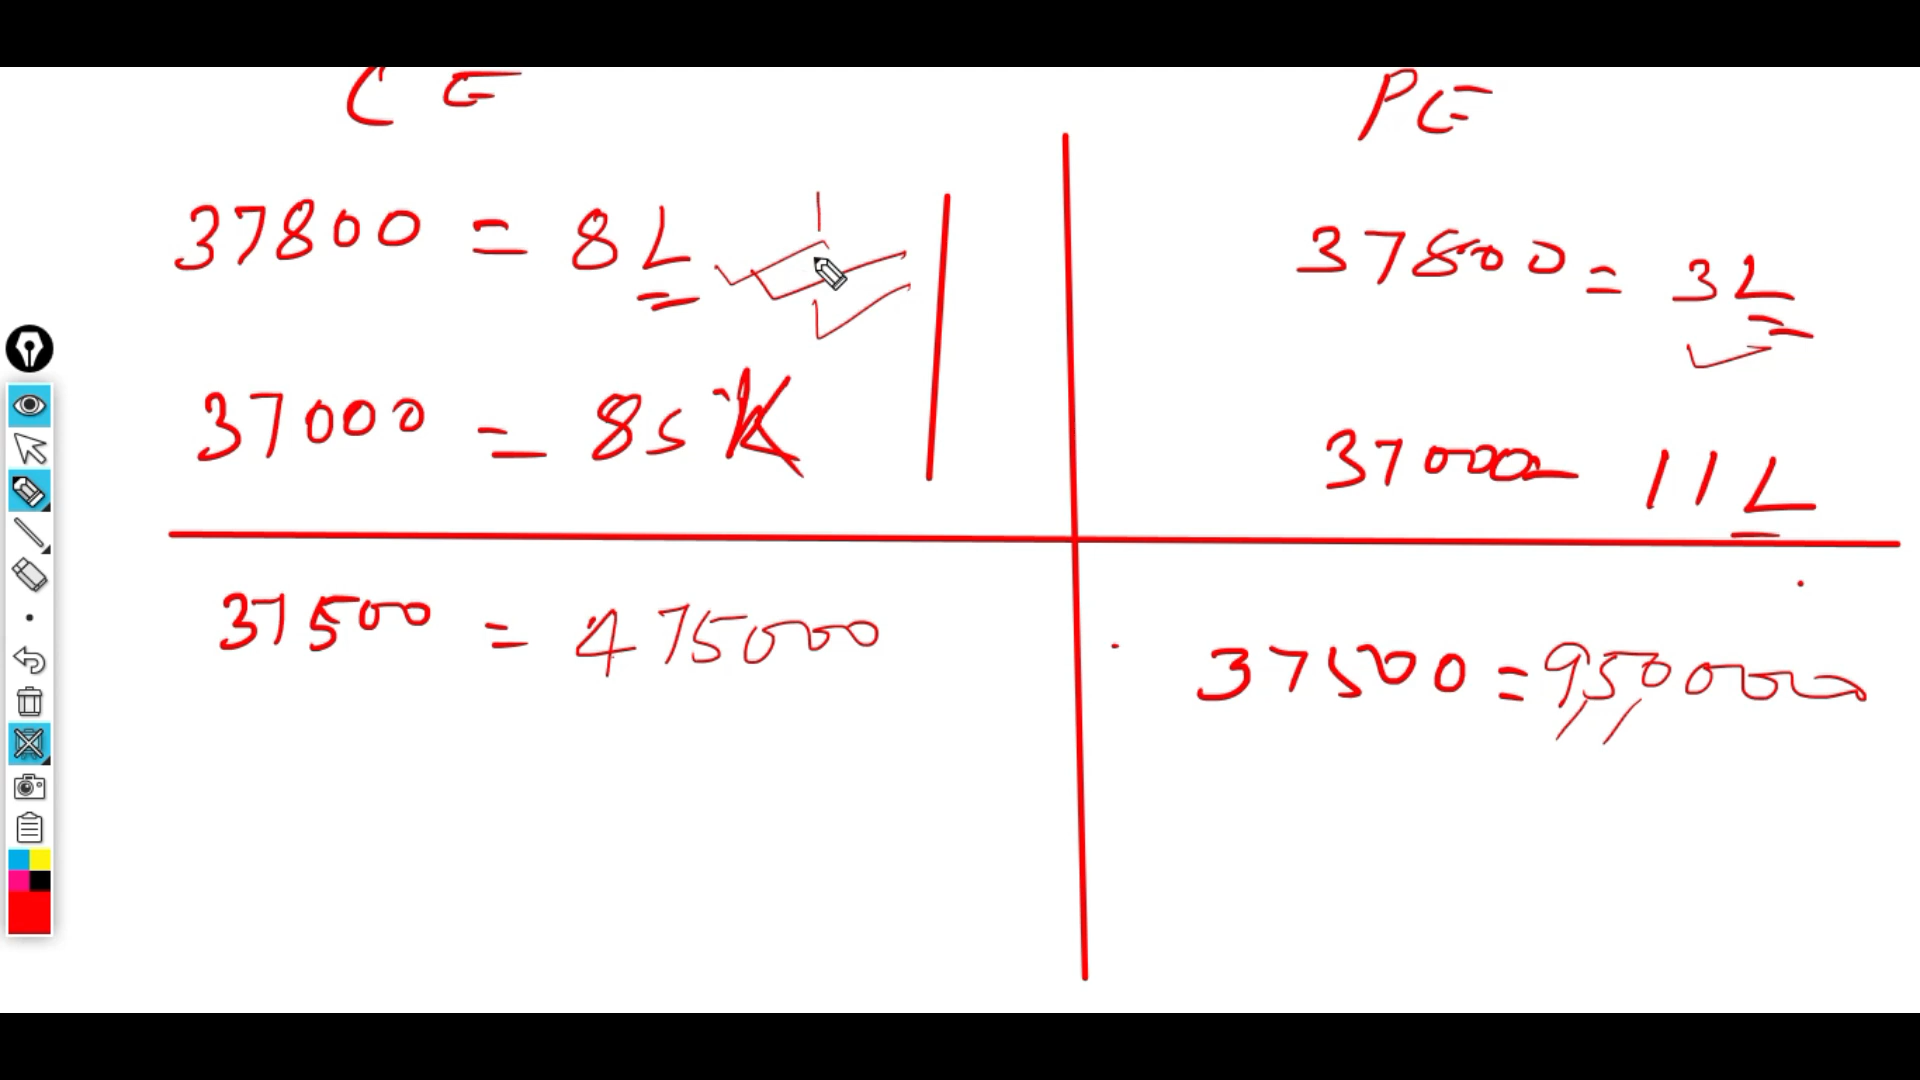 CE
PE
37800 = 8L
37800 = 3L
37000 = 85K
37000 - 11L
37500 = 475000
37500 = 950000